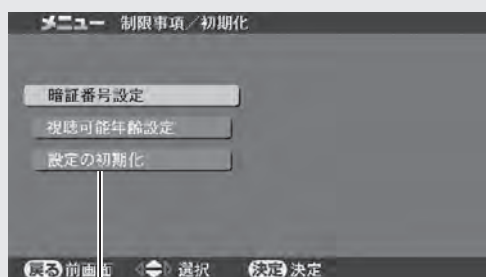 メニュー 制限事項／初期化
暗証番号設定
視聴可能年齢設定
設定の初期化
戻る 前画面 選択 決定 決定